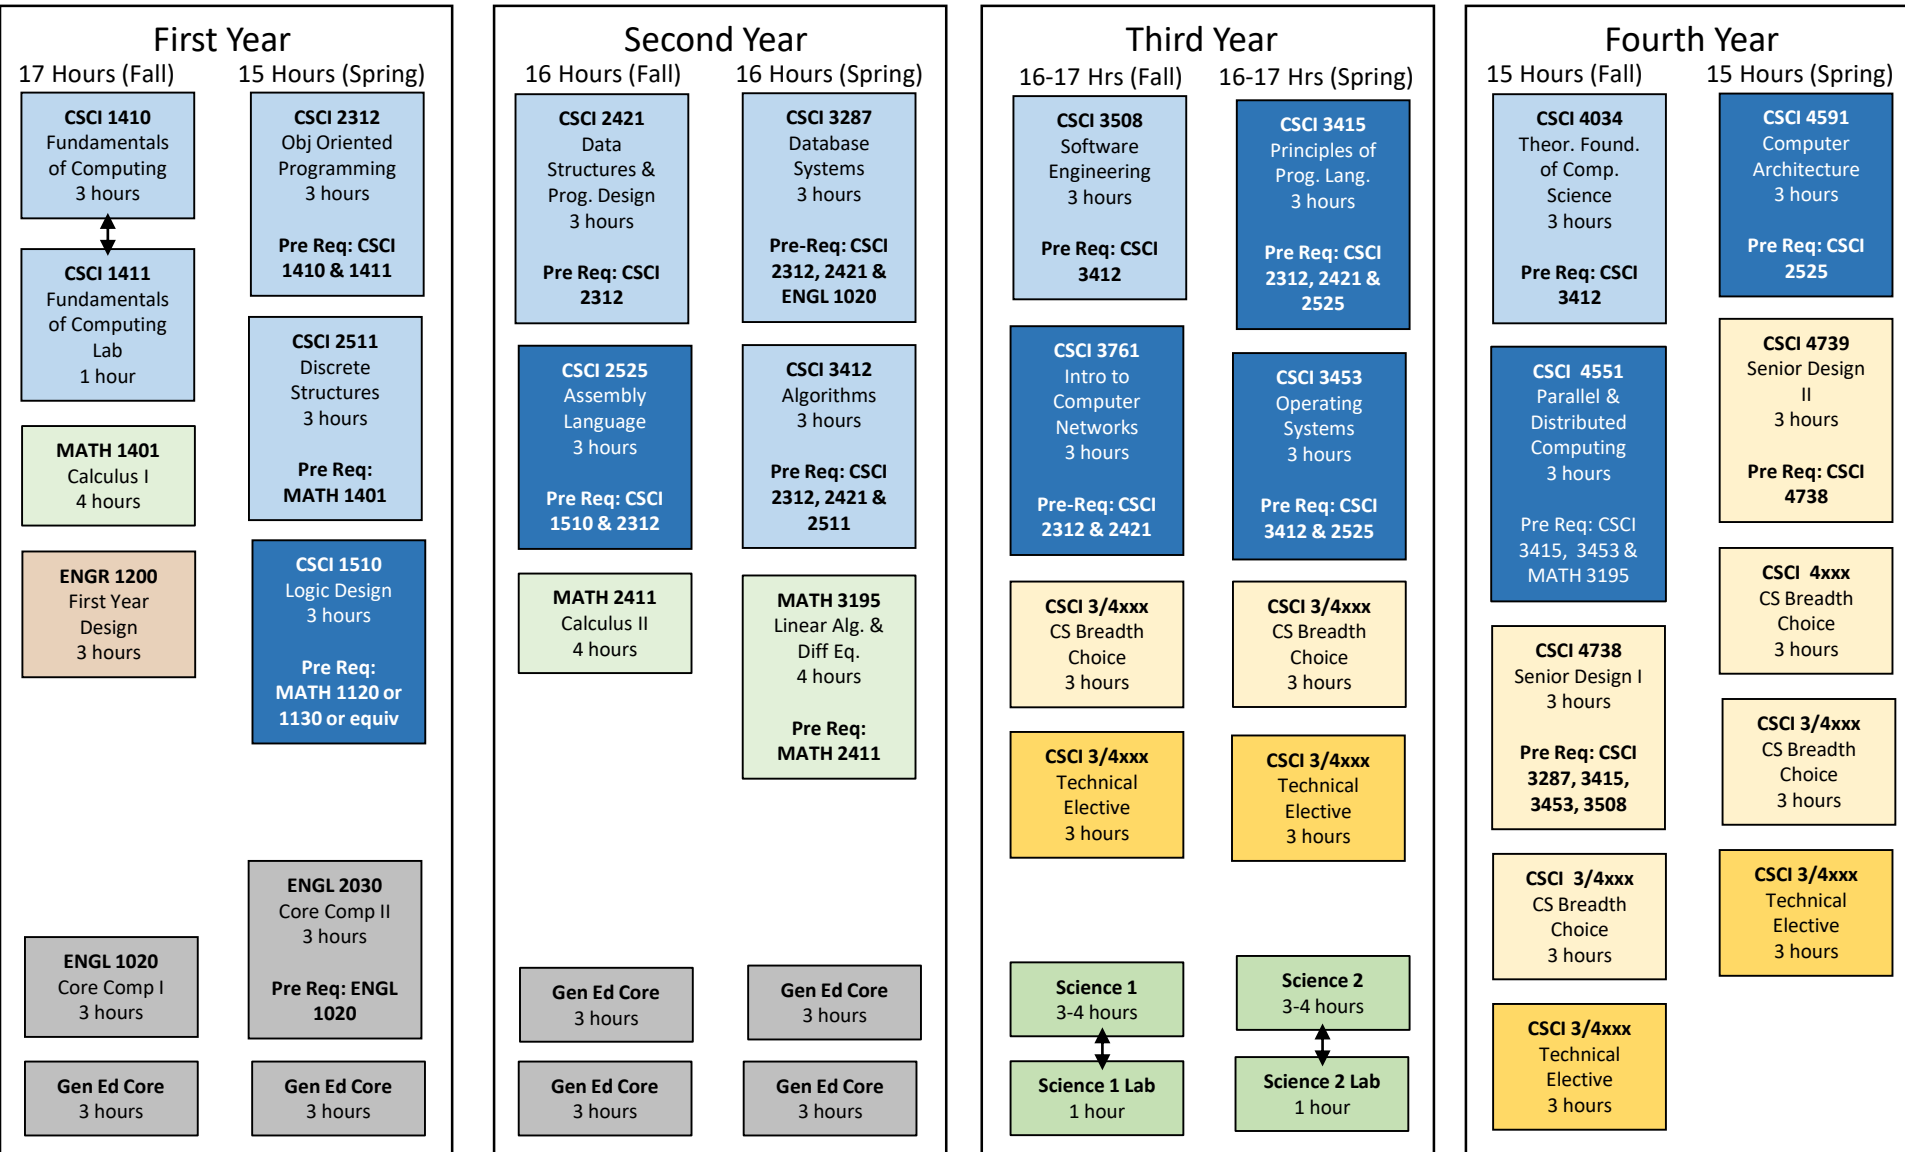 First Year
17 Hours (Fall)
CSCI 1410
Fundamentals
of Computing
3 hours
CSCI 1411
Fundamentals
of Computing
Lab
1 hour
MATH 1401
Calculus I
4 hours
ENGR 1200
First Year
Design
3 hours
ENGL 1020
Core Comp I
3 hours
Gen Ed Core
3 hours
15 Hours (Spring)
CSCI 2312
Obj Oriented
Programming
3 hours
Pre Req: CSCI
1410 & 1411
CSCI 2511
Discrete
Structures
3 hours
Pre Req:
MATH 1401
CSCI 1510
Logic Design
3 hours
Pre Req:
MATH 1120 or
1130 or equiv
ENGL 2030
Core Comp II
3 hours
Pre Req: ENGL
1020
Gen Ed Core
3 hours
Second Year
16 Hours (Fall)
CSCI 2421
Data
Structures &
Prog. Design
3 hours
Pre Req: CSCI
2312
CSCI 2525
Assembly
Language
3 hours
Pre Req: CSCI
1510 & 2312
MATH 2411
Calculus II
4 hours
Gen Ed Core
3 hours
Gen Ed Core
3 hours
16 Hours (Spring)
CSCI 3287
Database
Systems
3 hours
Pre-Req: CSCI
2312, 2421 &
ENGL 1020
CSCI 3412
Algorithms
3 hours
Pre Req: CSCI
2312, 2421 &
2511
MATH 3195
Linear Alg. &
Diff Eq.
4 hours
Pre Req:
MATH 2411
Gen Ed Core
3 hours
Gen Ed Core
3 hours
Third Year
16-17 Hrs (Fall)
CSCI 3508
Software
Engineering
3 hours
Pre Req: CSCI
3412
CSCI 3761
Intro to
Computer
Networks
3 hours
Pre-Req: CSCI
2312 & 2421
CSCI 3/4xxx
CS Breadth
Choice
3 hours
CSCI 3/4xxx
Technical
Elective
3 hours
Science 1
3-4 hours
Science 1 Lab
1 hour
16-17 Hrs (Spring)
CSCI 3415
Principles of
Prog. Lang.
3 hours
Pre Req: CSCI
2312, 2421 &
2525
CSCI 3453
Operating
Systems
3 hours
Pre Req: CSCI
3412 & 2525
CSCI 3/4xxx
CS Breadth
Choice
3 hours
CSCI 3/4xxx
Technical
Elective
3 hours
Science 2
3-4 hours
Science 2 Lab
1 hour
Fourth Year
15 Hours (Fall)
CSCI 4034
Theor. Found.
of Comp.
Science
3 hours
Pre Req: CSCI
3412
CSCI 4551
Parallel &
Distributed
Computing
3 hours
Pre Req: CSCI
3415, 3453 &
MATH 3195
CSCI 4738
Senior Design I
3 hours
Pre Req: CSCI
3287, 3415,
3453, 3508
CSCI 3/4xxx
CS Breadth
Choice
3 hours
CSCI 3/4xxx
Technical
Elective
3 hours
15 Hours (Spring)
CSCI 4591
Computer
Architecture
3 hours
Pre Req: CSCI
2525
CSCI 4739
Senior Design
II
3 hours
Pre Req: CSCI
4738
CSCI 4xxx
CS Breadth
Choice
3 hours
CSCI 3/4xxx
CS Breadth
Choice
3 hours
CSCI 3/4xxx
Technical
Elective
3 hours